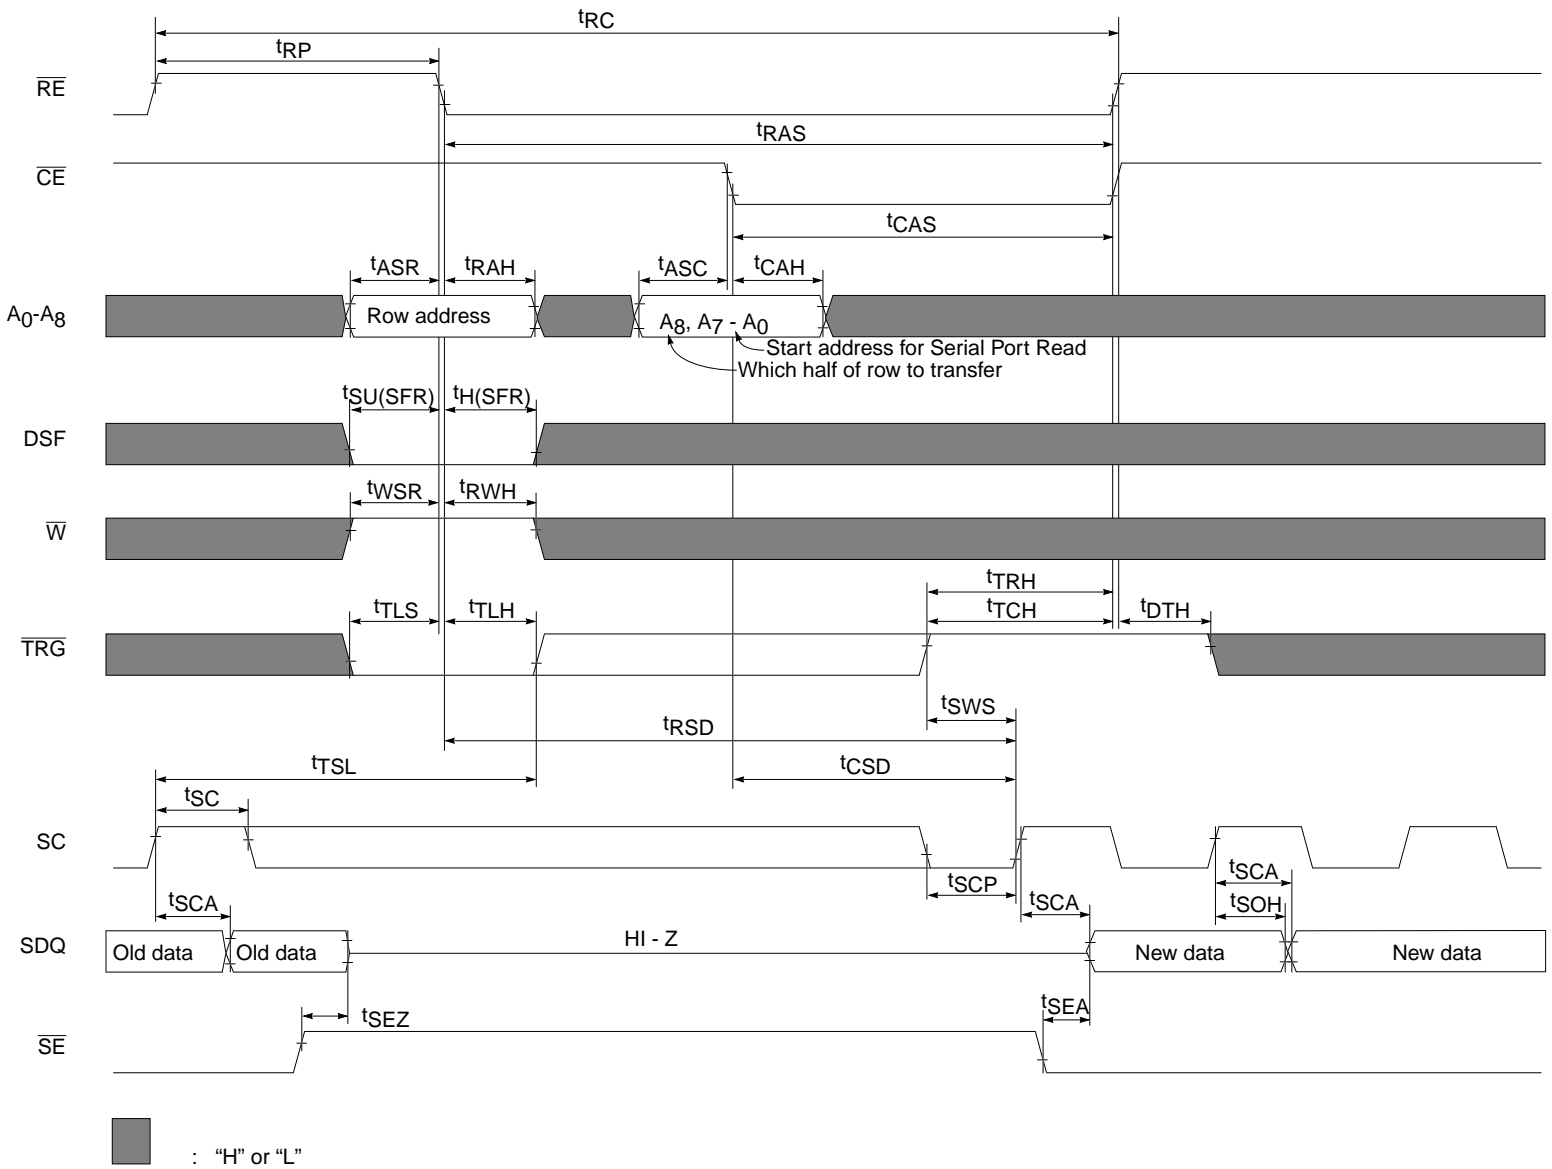 tRC
tRP
RE
tRAS
CE
tCAS
tASR tRAH tASC tCAH
A0-A8 Row address A8, A7 - A0
Start address for Serial Port Read
Which half of row to transfer
tSU(SFR) tH(SFR)
DSF
tWSR tRWH
W
tTRH
tTLS tTLH tTCH tDTH
TRG
tSWS
tRSD
tTSL tCSD
tSC
SC
tSCP tSCA
tSCA tSCA tSOH
SDQ Old data Old data HI - Z New data New data
tSEZ tSEA
SE
: “H” or “L”